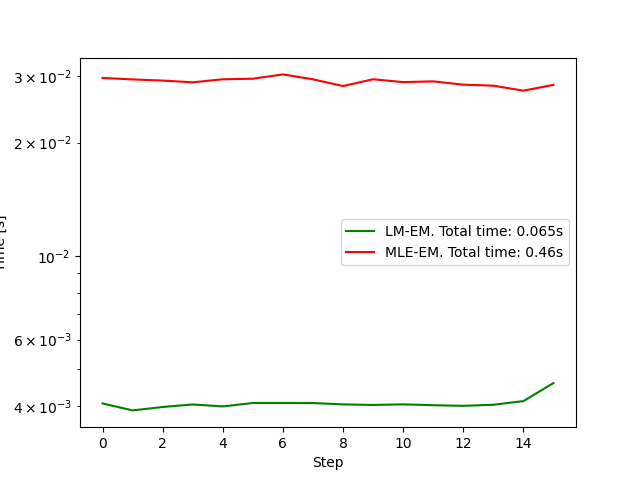 3 × 10⁻²
2 × 10⁻²
10⁻²
6 × 10⁻³
4 × 10⁻³
Time [s]
LM-EM. Total time: 0.065s
MLE-EM. Total time: 0.46s
0 2 4 6 8 10 12 14
Step